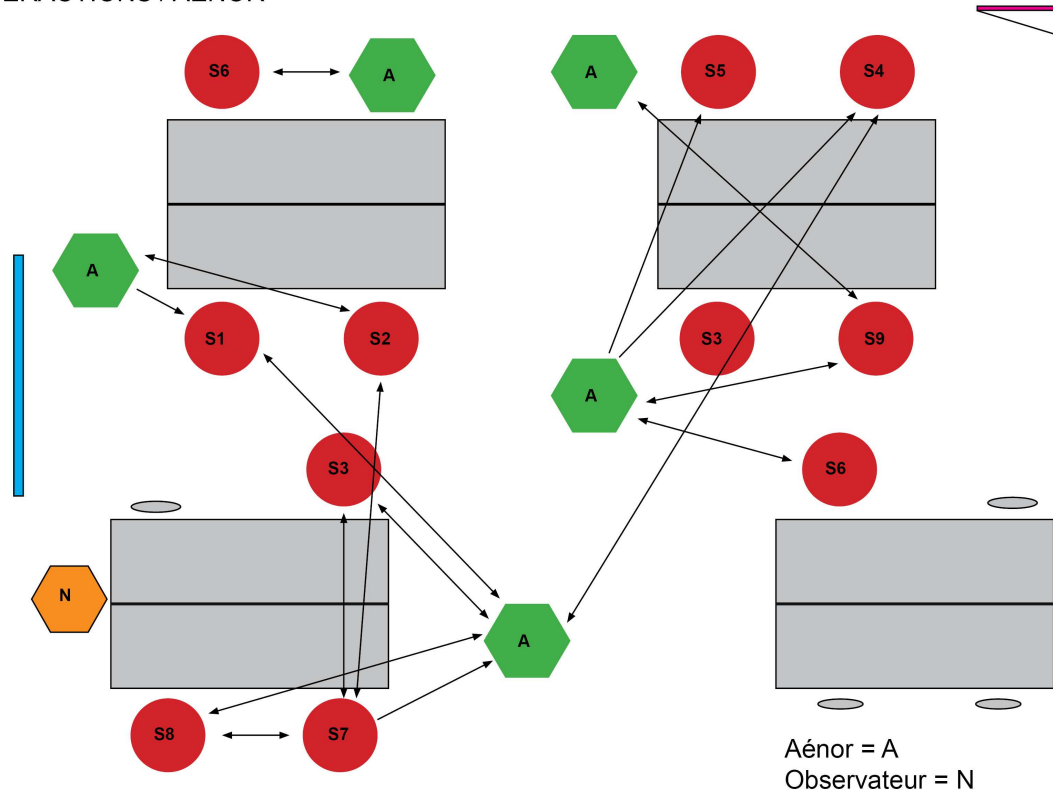 S6
A
A
S5
S4
A
S1
S2
S3
S9
A
S3
S6
N
A
S8
S7
Aénor = A
Observateur = N